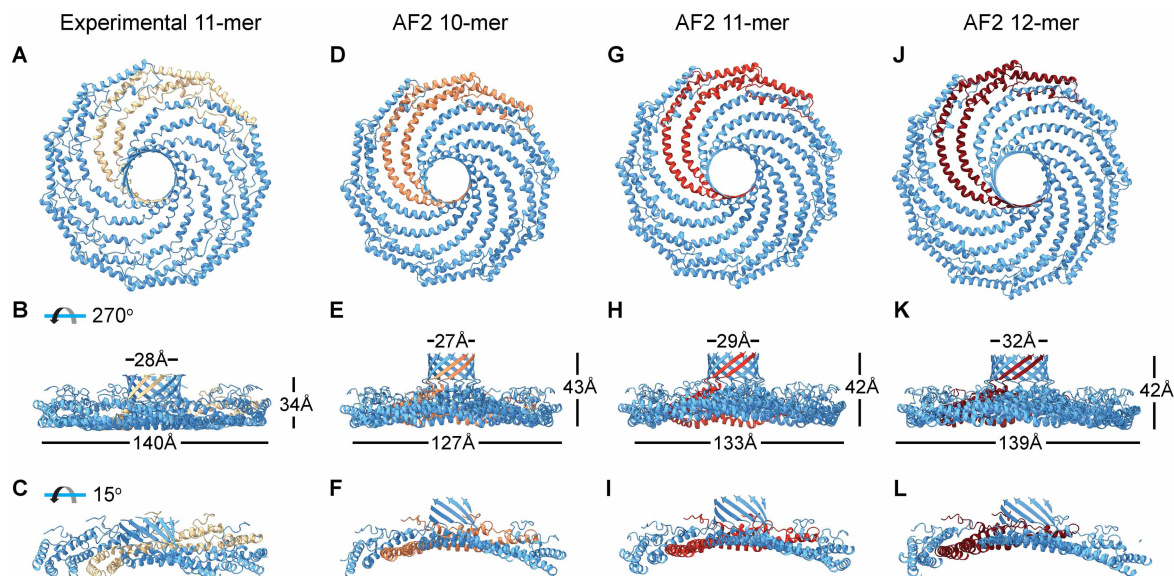 Experimental 11-mer AF2 10-mer AF2 11-mer AF2 12-mer
A D G J
B 270° E H K
28Å 27Å 29Å 32Å
34Å 43Å 42Å 42Å
140Å 127Å 133Å 139Å
C 15° F I L